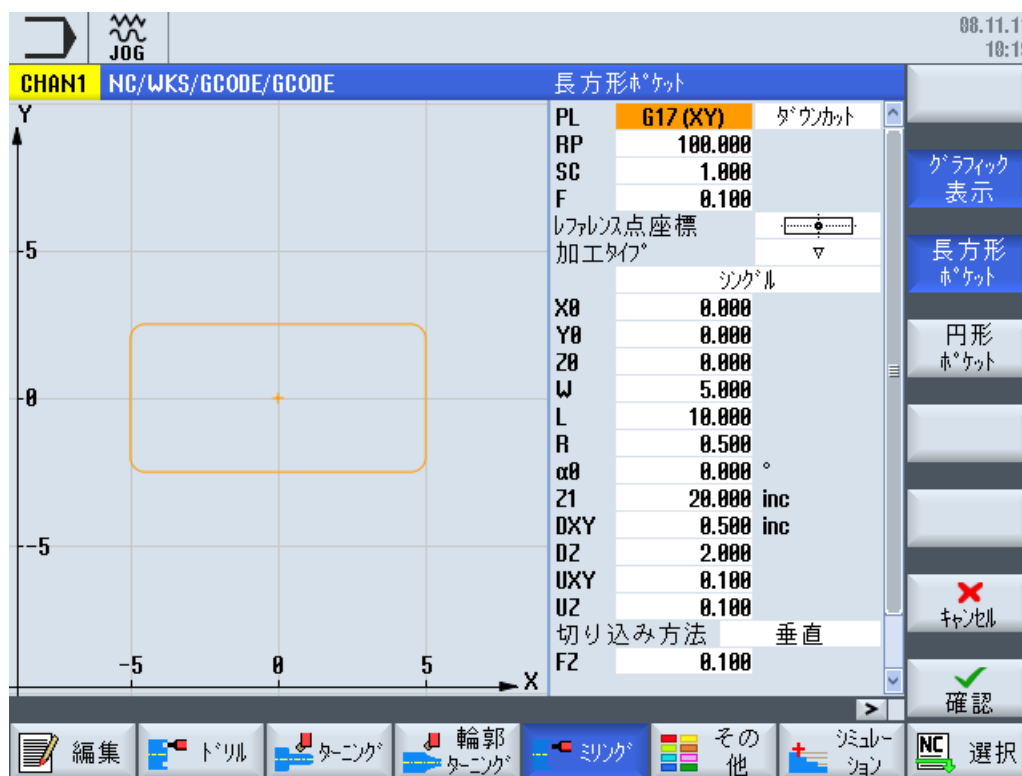 JOG
08.11.1
10:1
CHAN1 NC/WKS/GCODE/GCODE
長方形ﾎﾟｹｯﾄ
Y
5
0
-5
-5 0 5
X
PL G17 (XY) ﾀﾞｳﾝｶｯﾄ
RP 100.000
SC 1.000
F 0.100
ﾚﾌｧﾚﾝｽ点座標
加工ﾀｲﾌﾟ ▽
ｼﾝｸﾞﾙ
X0 0.000
Y0 0.000
Z0 0.000
W 5.000
L 10.000
R 0.500
α0 0.000 °
Z1 20.000 inc
DXY 0.500 inc
DZ 2.000
UXY 0.100
UZ 0.100
切り込み方法 垂直
FZ 0.100
>
ｸﾞﾗﾌｨｯｸ
表示
長方形
ﾎﾟｹｯﾄ
円形
ﾎﾟｹｯﾄ
ｷｬﾝｾﾙ
確認
編集
ﾄﾞﾘﾙ
ﾀｰﾆﾝｸﾞ
輪郭
ﾀｰﾆﾝｸﾞ
ﾐﾘﾝｸﾞ
その
他
ｼﾐｭﾚｰ
ｼｮﾝ
NC 選択